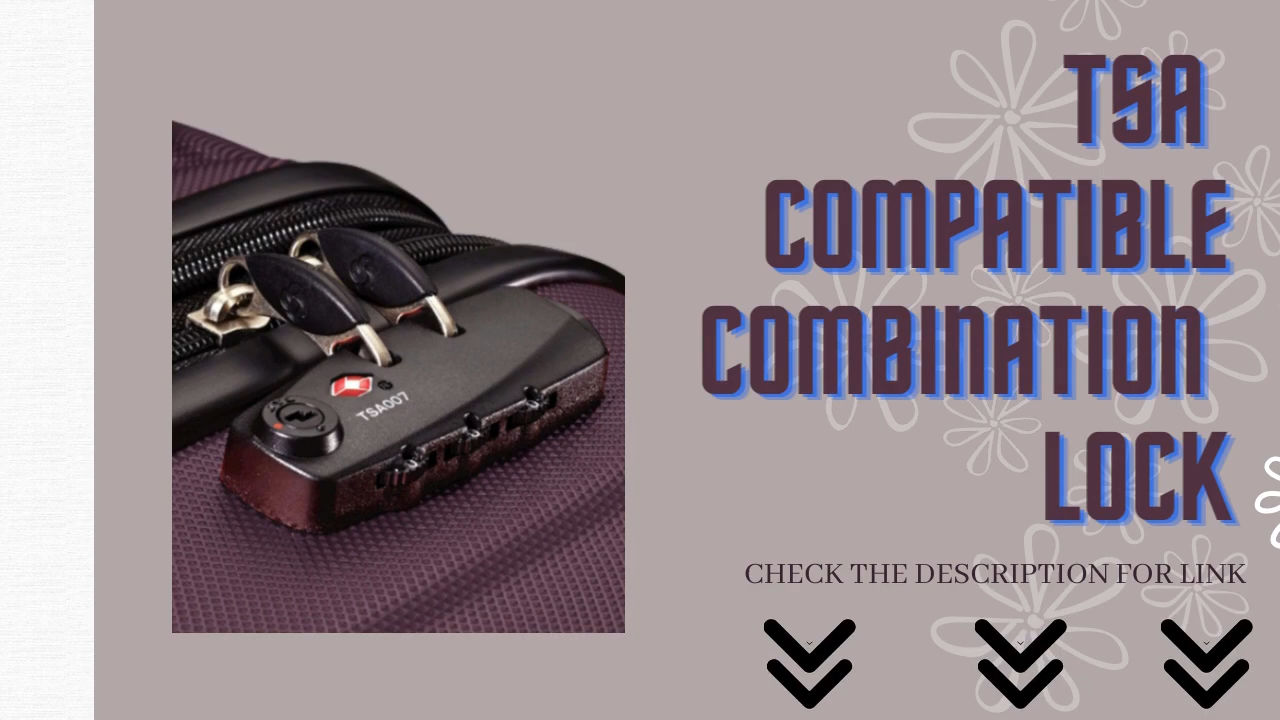 TSA
COMPATIBLE
COMBINATION
LOCK
TSA007
CHECK THE DESCRIPTION FOR LINK